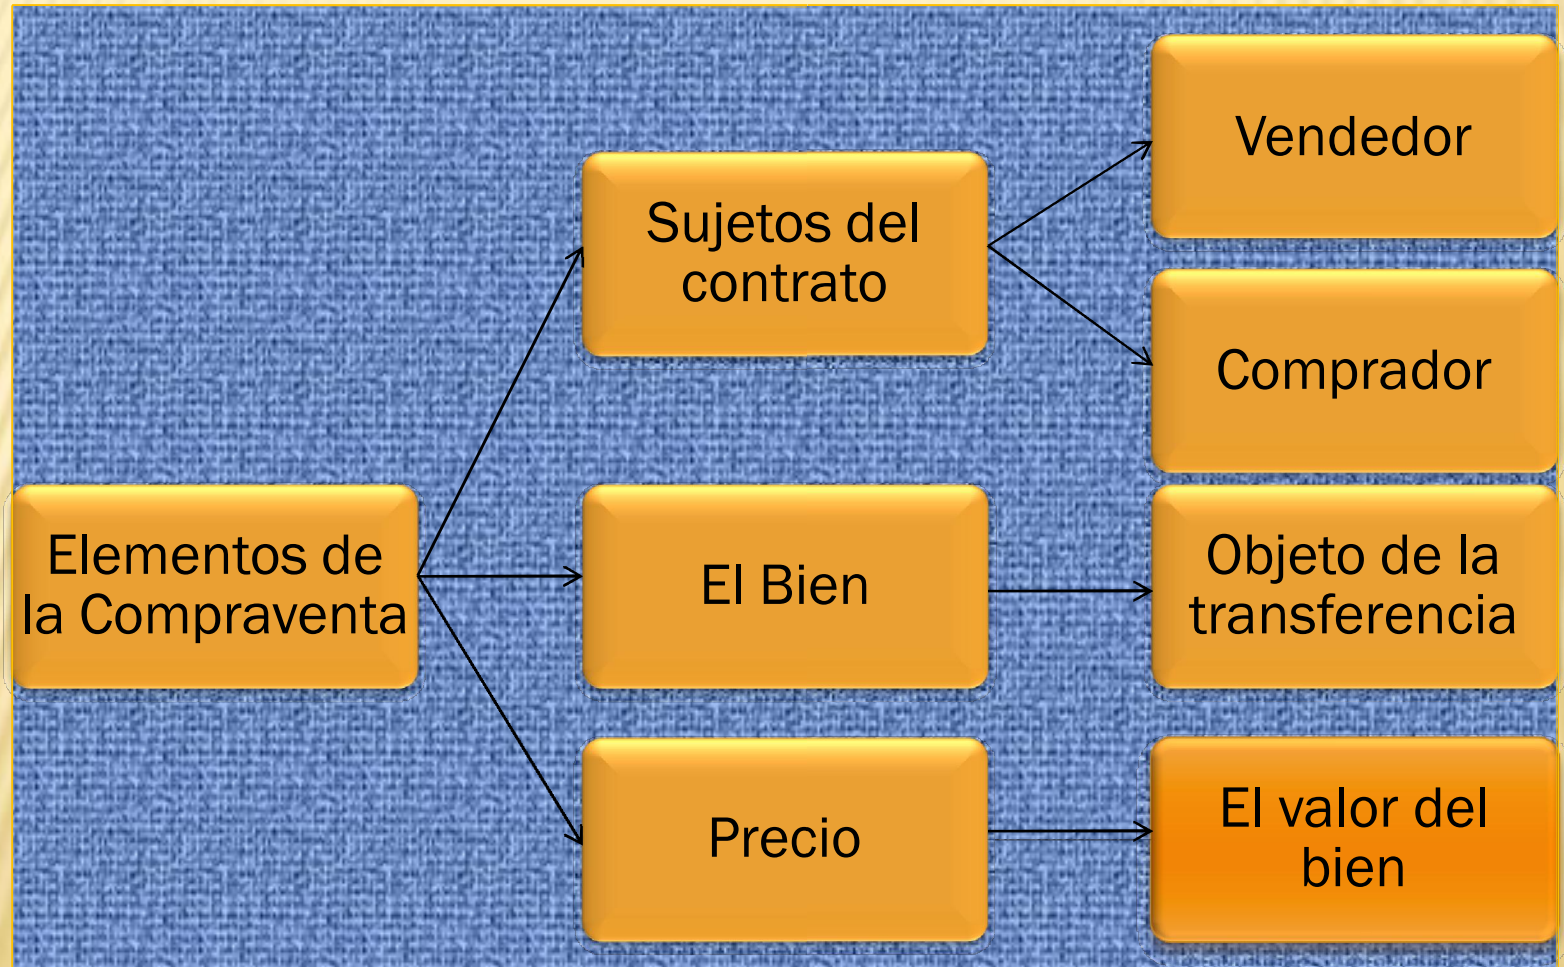 Elementos de
la Compraventa
Sujetos del
contrato
Vendedor
Comprador
El Bien
Objeto de la
transferencia
Precio
El valor del
bien